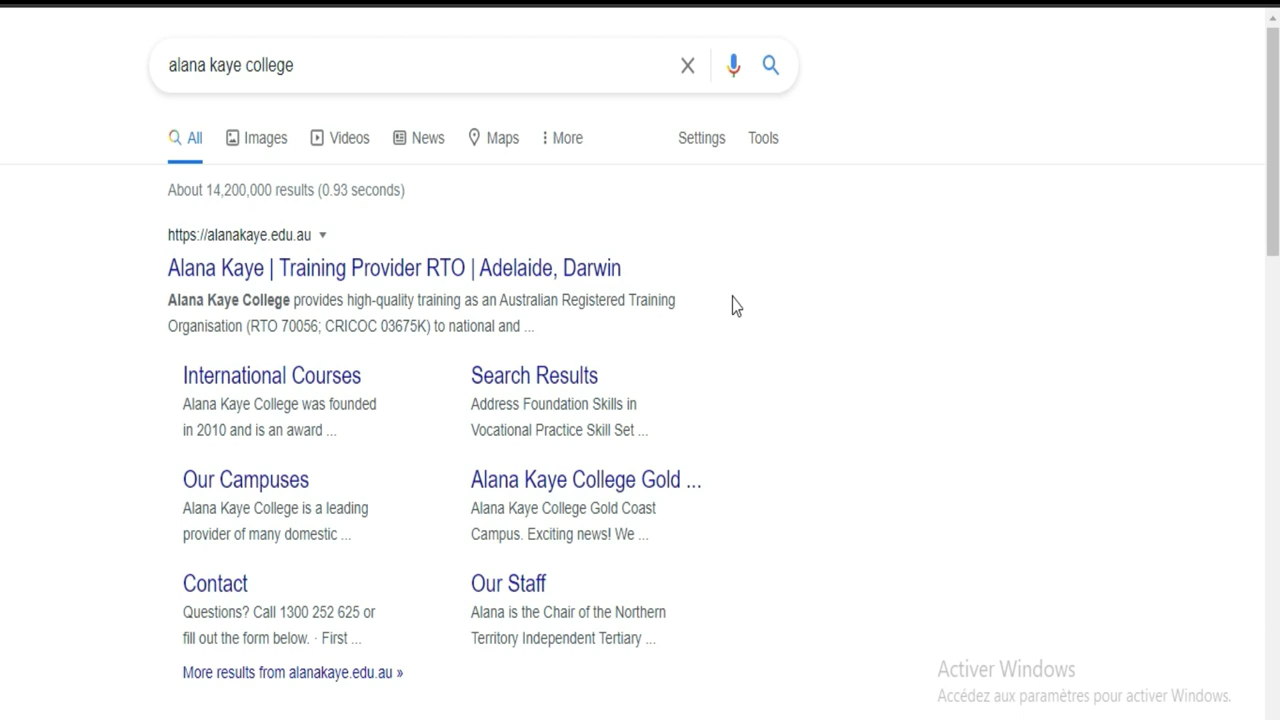 alana kaye college
All Images Videos News Maps More Settings Tools
About 14,200,000 results (0.93 seconds)
https://alanakaye.edu.au
Alana Kaye | Training Provider RTO | Adelaide, Darwin
Alana Kaye College provides high-quality training as an Australian Registered Training
Organisation (RTO 70056; CRICOC 03675K) to national and ...
International Courses
Alana Kaye College was founded
in 2010 and is an award ...
Search Results
Address Foundation Skills in
Vocational Practice Skill Set ...
Our Campuses
Alana Kaye College is a leading
provider of many domestic ...
Alana Kaye College Gold ...
Alana Kaye College Gold Coast
Campus. Exciting news! We ...
Contact
Questions? Call 1300 252 625 or
fill out the form below. · First ...
Our Staff
Alana is the Chair of the Northern
Territory Independent Tertiary ...
More results from alanakaye.edu.au »
Activer Windows
Accédez aux paramètres pour activer Windows.